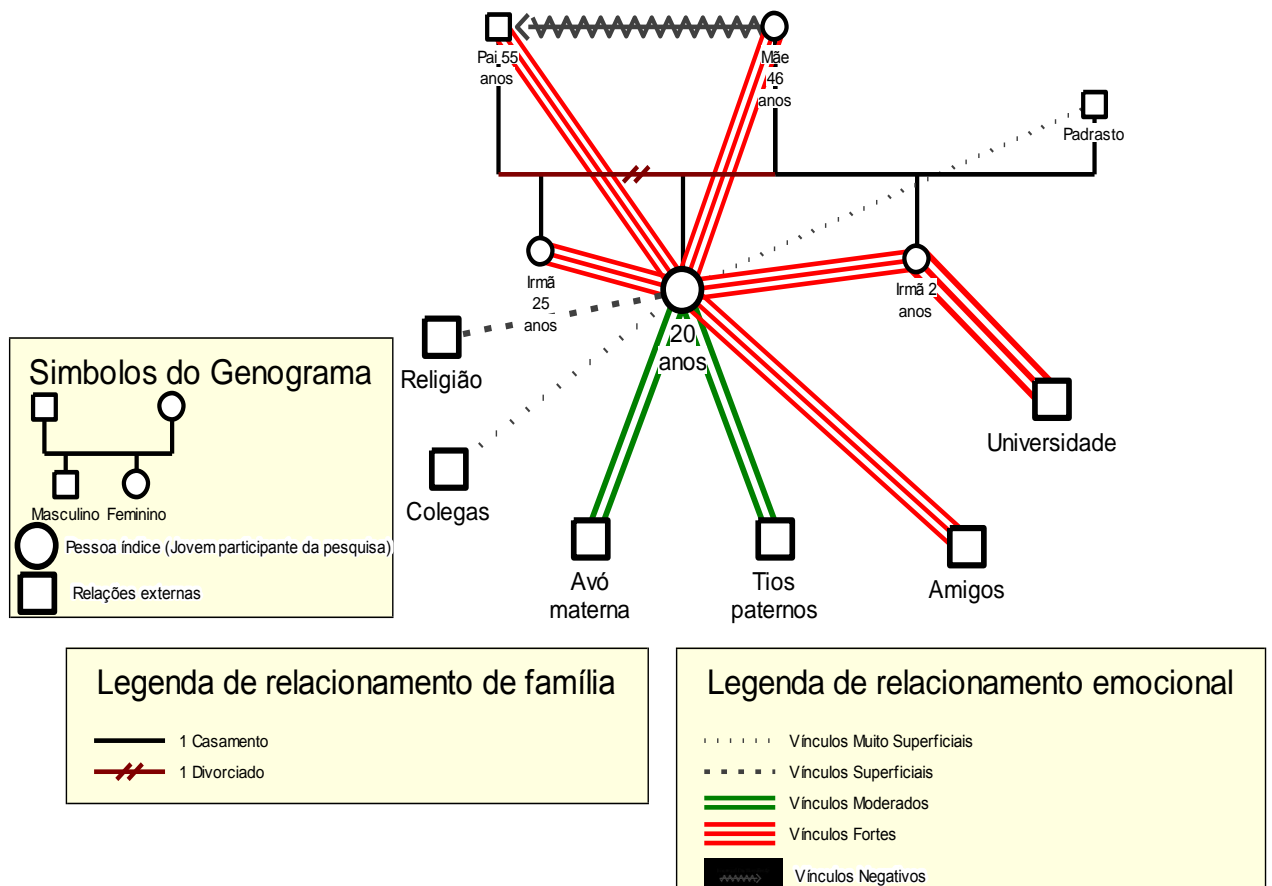 Pai 55
anos
Mãe
46
anos
Padrasto
Irmã
25
anos
Irmã 2
anos
20
anos
Religião
Colegas
Avó
materna
Tios
paternos
Amigos
Universidade
Simbolos do Genograma
Masculino Feminino
Pessoa índice (Jovem participante da pesquisa)
Relações externas
Legenda de relacionamento de família
1 Casamento
1 Divorciado
Legenda de relacionamento emocional
Vínculos Muito Superficiais
Vínculos Superficiais
Vínculos Moderados
Vínculos Fortes
Vínculos Negativos